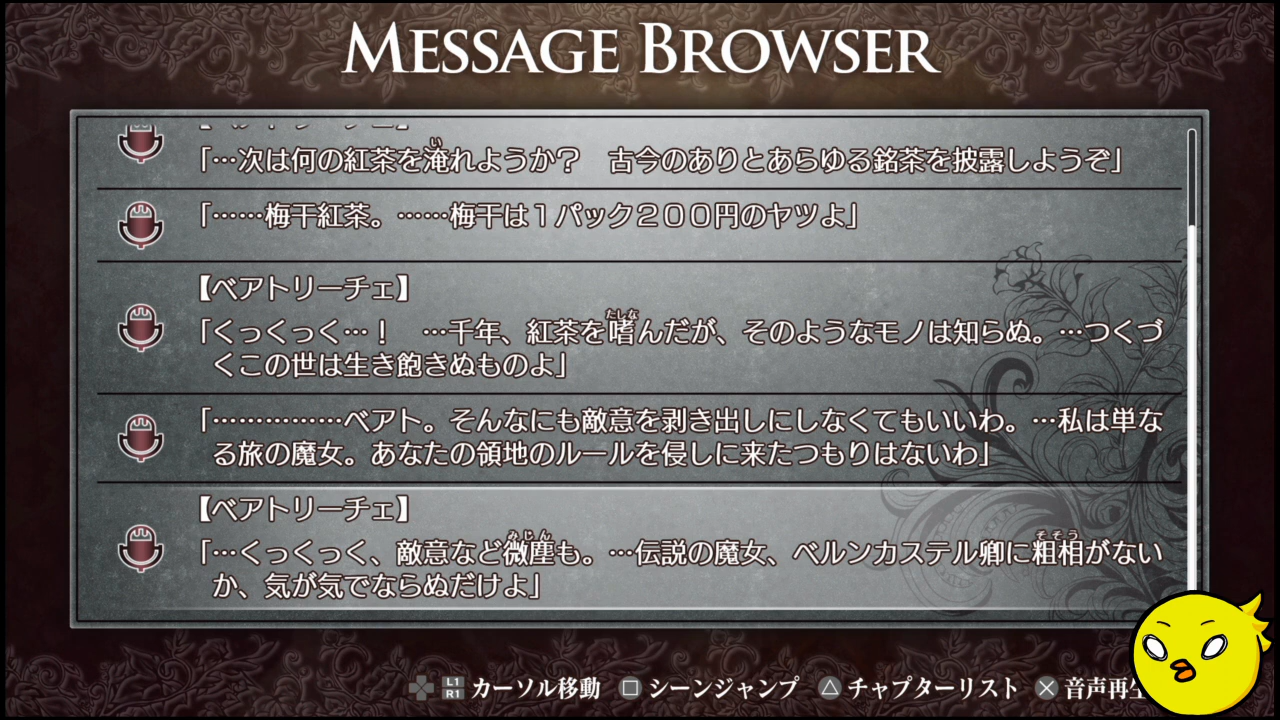 MESSAGE BROWSER
「…次は何の紅茶を淹れようか？　古今のありとあらゆる銘茶を披露しようぞ」
「……梅干紅茶。……梅干は１パック２００円のヤツよ」
【ベアトリーチェ】
「くっくっく…！　…千年、紅茶を嗜んだが、そのようなモノは知らぬ。…つくづ
くこの世は生き飽きぬものよ」
「……………ベアト。そんなにも敵意を剥き出しにしなくてもいいわ。…私は単な
る旅の魔女。あなたの領地のルールを侵しに来たつもりはないわ」
【ベアトリーチェ】
「…くっくっく、敵意など微塵も。…伝説の魔女、ベルンカステル卿に粗相がない
か、気が気でならぬだけよ」
L1 R1 カーソル移動 シーンジャンプ チャプターリスト 音声再生